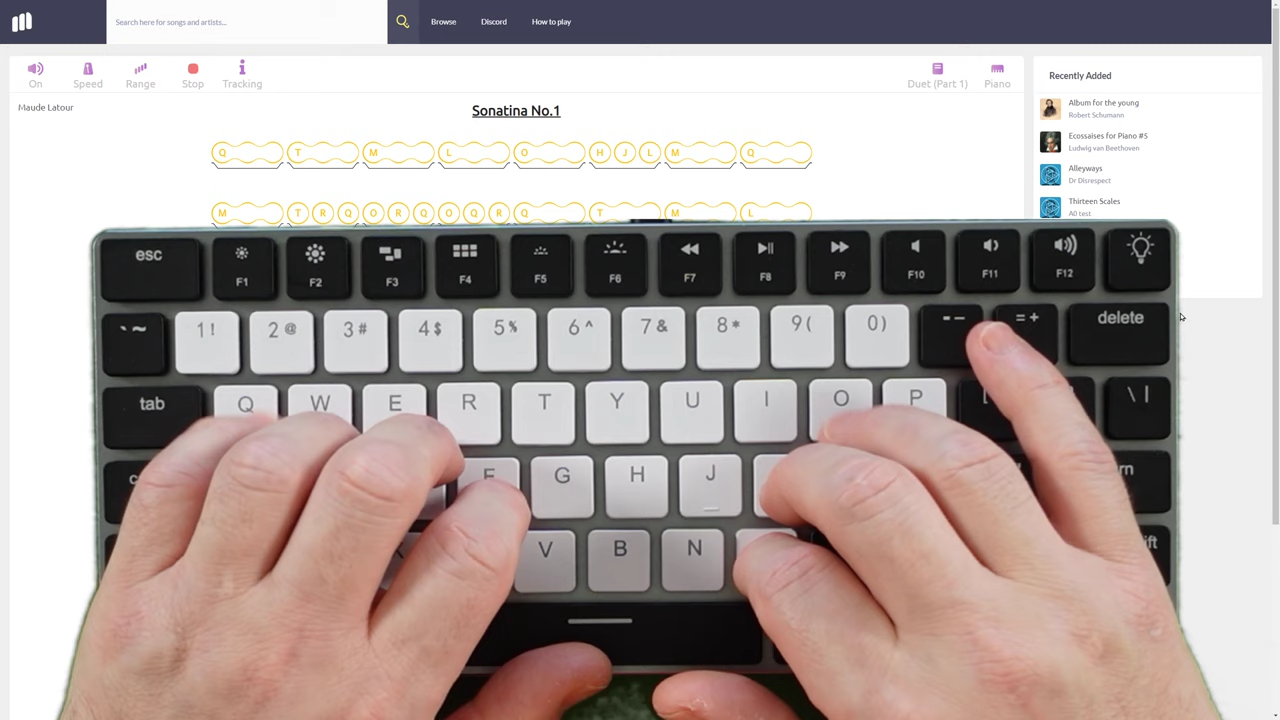 Search here for songs and artists...
Browse
Discord
How to play
On
Speed
Range
Stop
Tracking
Duet (Part 1)
Piano
Maude Latour
Sonatina No.1
Q T M L O H J L M Q
M T R Q O R Q O Q R Q T M L
Recently Added
Album for the young
Robert Schumann
Ecossaises for Piano #5
Ludwig van Beethoven
Alleyways
Dr Disrespect
Thirteen Scales
A0 test
esc
F1
F2
F3
F4
F5
F6
F7
F8
F9
F10
F11
F12
` ~
1 !
2 @
3 #
4 $
5 %
6 ^
7 &
8 *
9 (
0 )
- -
= +
delete
tab
Q
W
E
R
T
Y
U
I
O
P
[
\ |
G
H
J
V
B
N